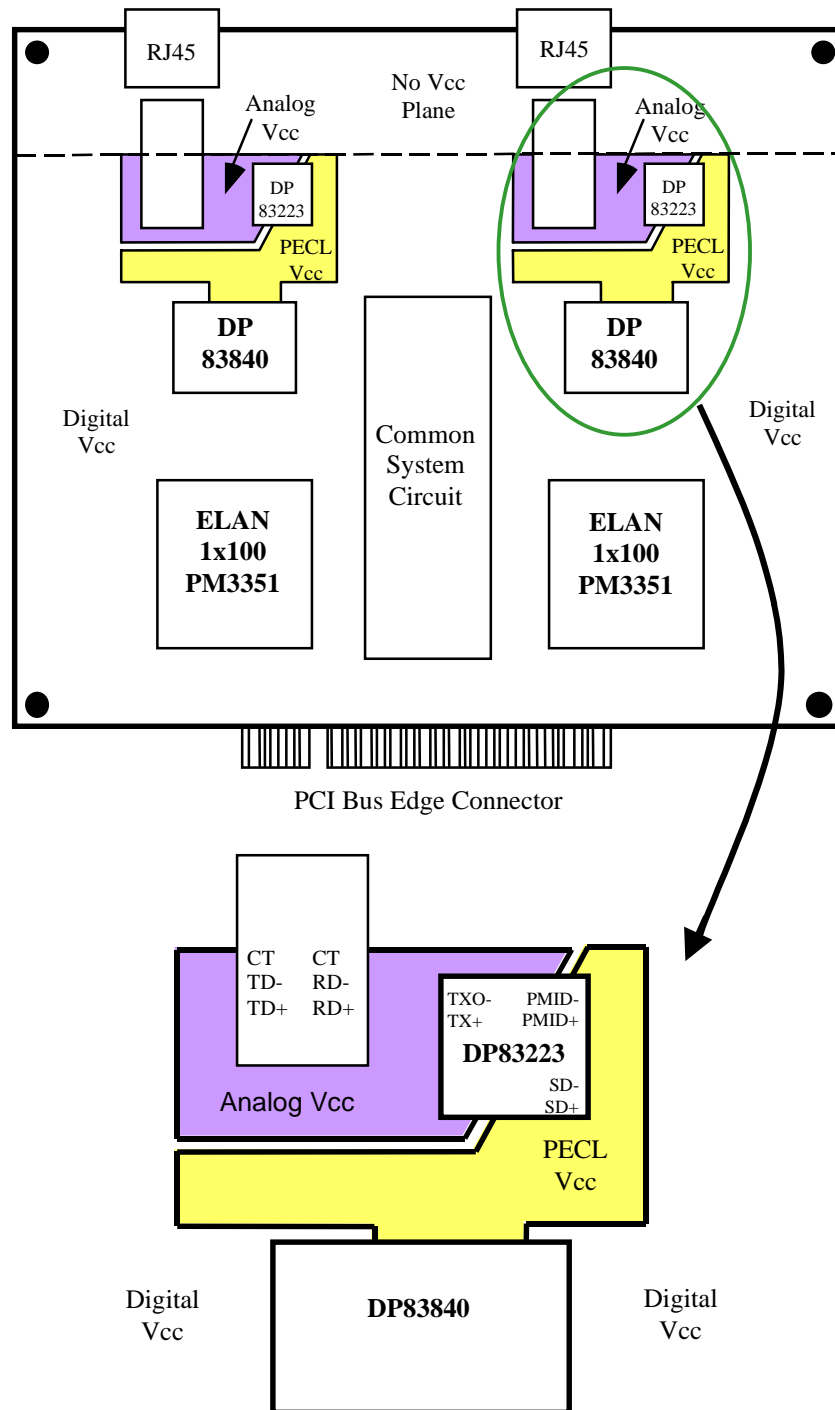 RJ45
RJ45
No Vcc
Plane
Analog
Vcc
Analog
Vcc
DP
83223
DP
83223
PECL
Vcc
PECL
Vcc
DP
83840
DP
83840
Digital
Vcc
Common
System
Circuit
Digital
Vcc
ELAN
1x100
PM3351
ELAN
1x100
PM3351
PCI Bus Edge Connector
CT CT
TD- RD-
TD+ RD+
TXO- PMID-
TX+ PMID+
DP83223
SD-
SD+
Analog Vcc
PECL
Vcc
Digital
Vcc
DP83840
Digital
Vcc